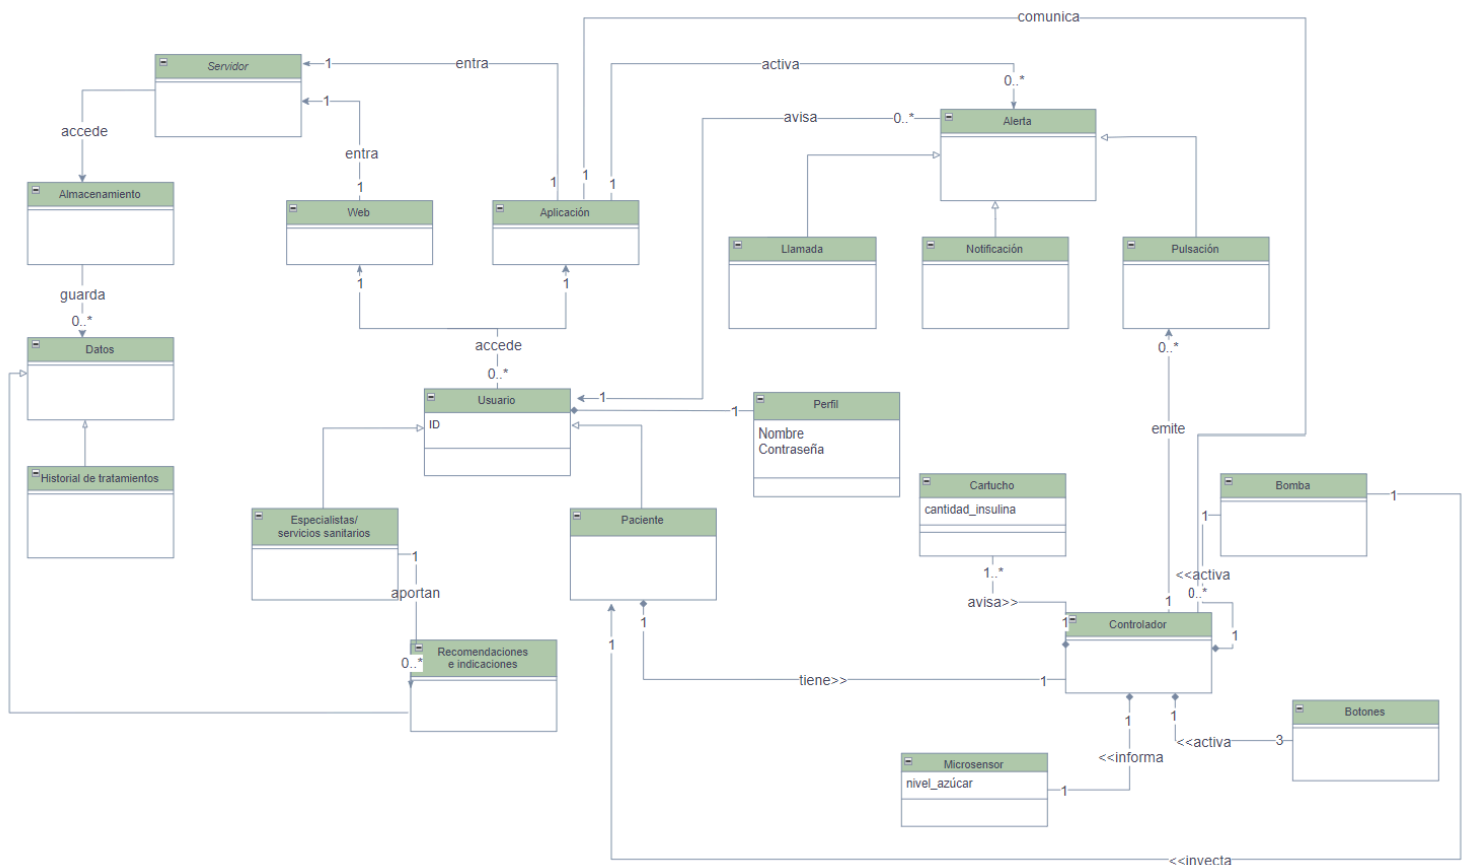 comunica
Servidor
1
entra
activa
0..*
1
accede
avisa
0..*
Alerta
entra
1
1
1
1
Almacenamiento
Web
Aplicación
Llamada
Notificación
Pulsación
guarda
1
1
0..*
Datos
accede
0..*
0..*
1
Usuario
ID
1
Perfil
Nombre
Contraseña
emite
Historial de tratamientos
Cartucho
cantidad_insulina
Bomba
1
Especialistas/
servicios sanitarios
Paciente
1
1
aportan
1..*
<<activa
0..*
avisa>>
1
1
1
1
1
Controlador
1
Recomendaciones
e indicaciones
0..*
tiene>>
1
1
1
Botones
<<activa
3
<<informa
Microsensor
nivel_azúcar
1
<<inyecta